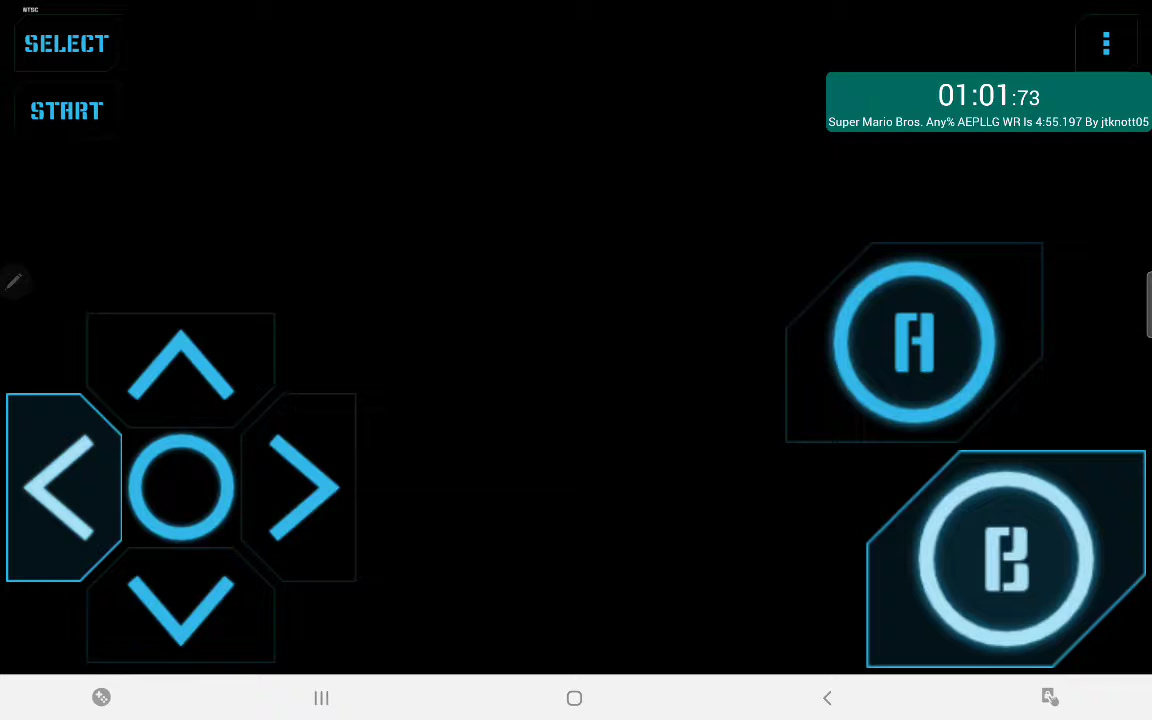 NTSC
SELECT
START
01:01:73
Super Mario Bros. Any% AEPLLG WR Is 4:55.197 By jtknott05
A
B